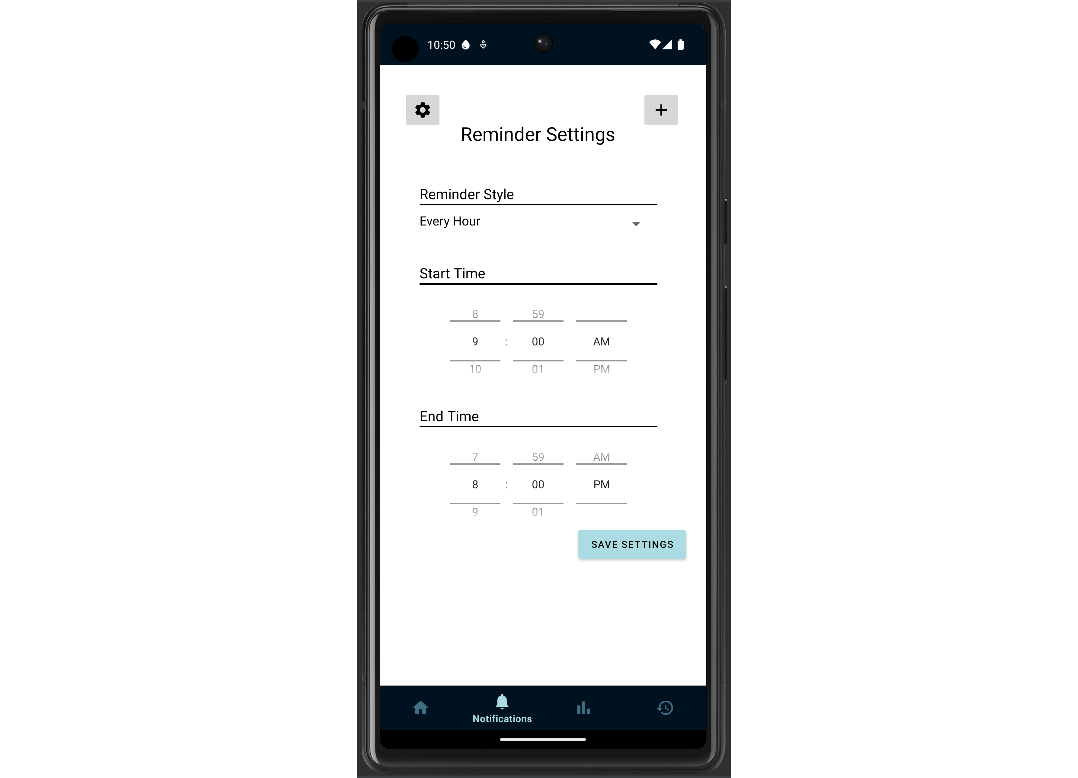 10:50
Reminder Settings
Reminder Style
Every Hour
Start Time
8 59
9 : 00 AM
10 01 PM
End Time
7 59 AM
8 : 00 PM
9 01
SAVE SETTINGS
Notifications